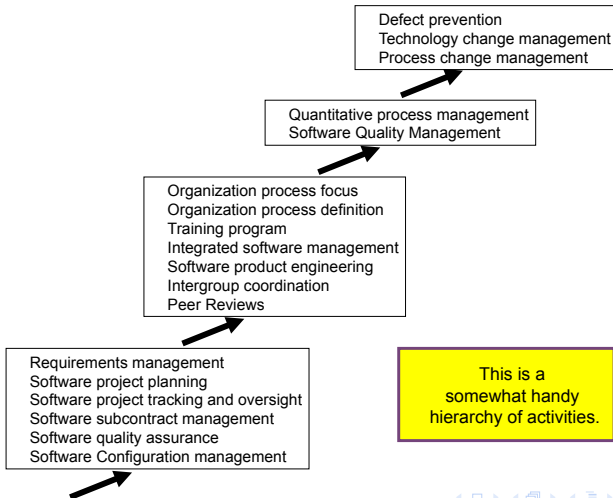 Defect prevention
Technology change management
Process change management
Quantitative process management
Software Quality Management
Organization process focus
Organization process definition
Training program
Integrated software management
Software product engineering
Intergroup coordination
Peer Reviews
Requirements management
Software project planning
Software project tracking and oversight
Software subcontract management
Software quality assurance
Software Configuration management
This is a
somewhat handy
hierarchy of activities.